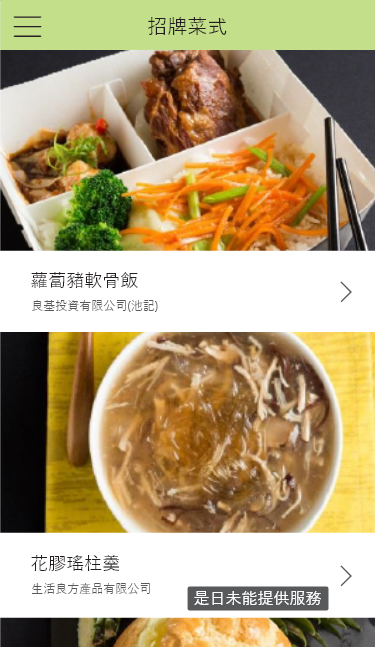 招牌菜式
蘿蔔豬軟骨飯
良基投資有限公司(池記)
花膠瑤柱羹
生活良方產品有限公司
是日未能提供服務